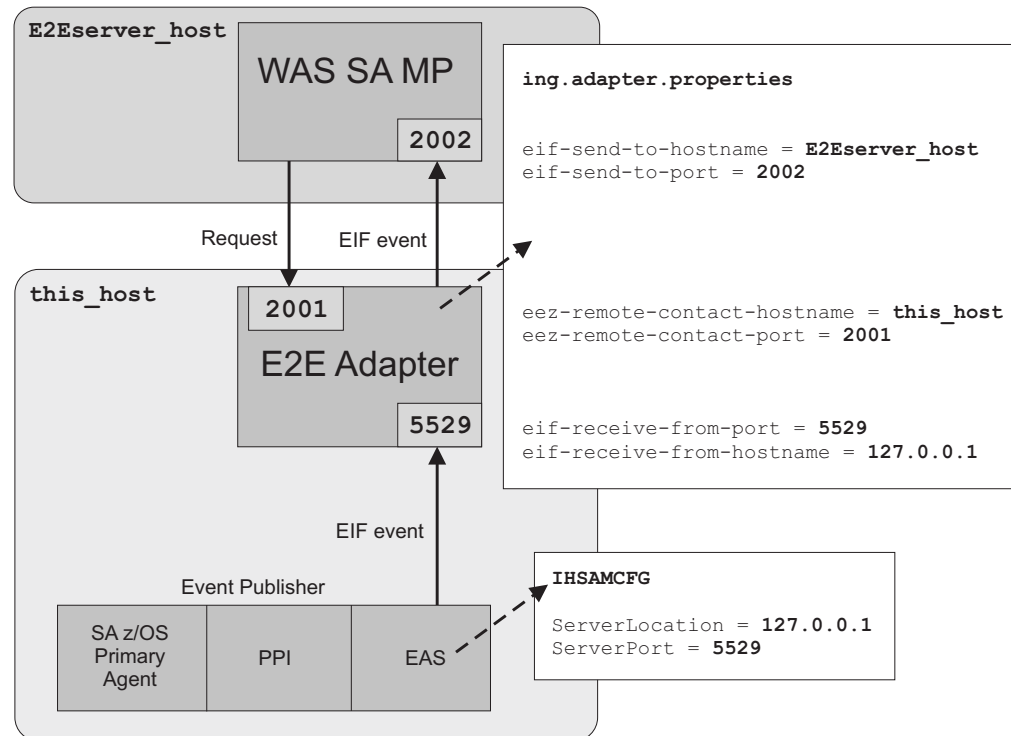 E2Eserver_host
WAS SA MP
2002
ing.adapter.properties
eif-send-to-hostname = E2Eserver_host
eif-send-to-port = 2002
Request
EIF event
this_host
2001
E2E Adapter
5529
eez-remote-contact-hostname = this_host
eez-remote-contact-port = 2001
eif-receive-from-port = 5529
eif-receive-from-hostname = 127.0.0.1
EIF event
Event Publisher
SA z/OS
Primary
Agent
PPI
EAS
IHSAMCFG
ServerLocation = 127.0.0.1
ServerPort = 5529